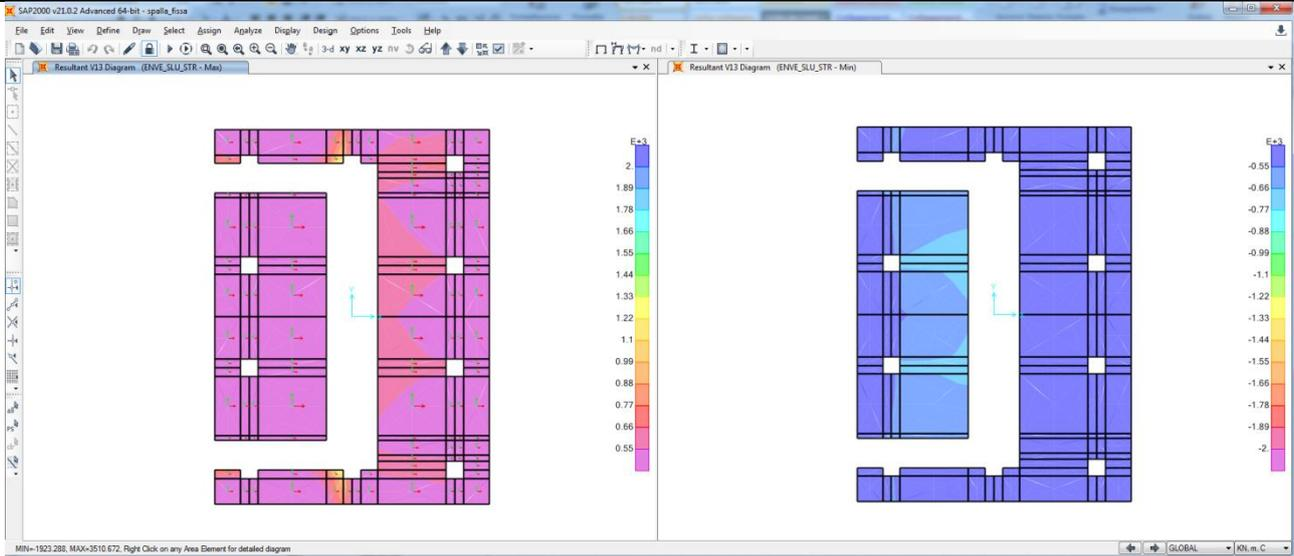 SAP2000 v21.0.2 Advanced 64-bit - spalla_fissa
File Edit View Define Draw Select Assign Analyze Display Design Options Tools Help
3-d xy xz yz nv
nd
Resultant V13 Diagram (ENVE_SLU_STR - Max)
E+3
2.
1.89
1.78
1.66
1.55
1.44
1.33
1.22
1.1
0.99
0.88
0.77
0.66
0.55
Y
Resultant V13 Diagram (ENVE_SLU_STR - Min)
E+3
-0.55
-0.66
-0.77
-0.88
-0.99
-1.1
-1.22
-1.33
-1.44
-1.55
-1.66
-1.78
-1.89
-2.
Y
MIN=-1923.288, MAX=3510.672, Right Click on any Area Element for detailed diagram
GLOBAL
KN, m, C